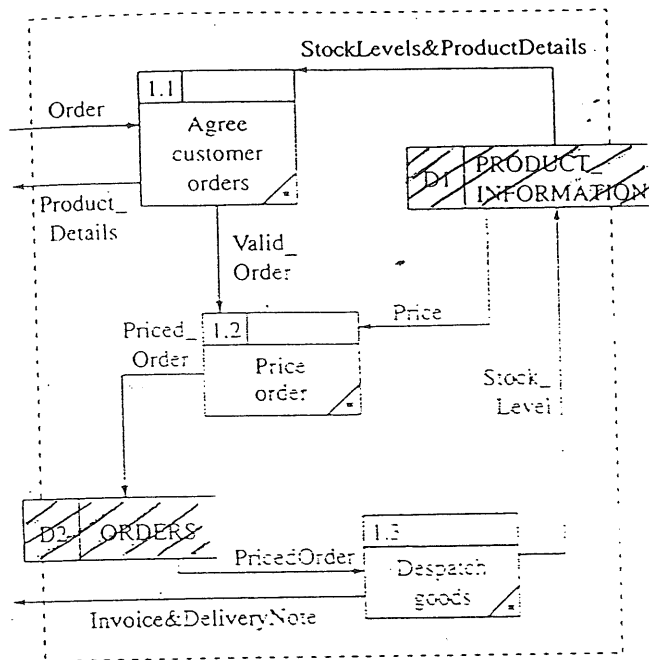 StockLevels&ProductDetails
1.1
Order
Agree
customer
orders
*
D1
PRODUCT_
INFORMATION
Product_
Details
Valid_
Order
Price
Priced_
Order
1.2
Price
order
*
Stock_
Level
D2
ORDERS
1.3
PricedOrder
Despatch
goods
*
Invoice&DeliveryNote